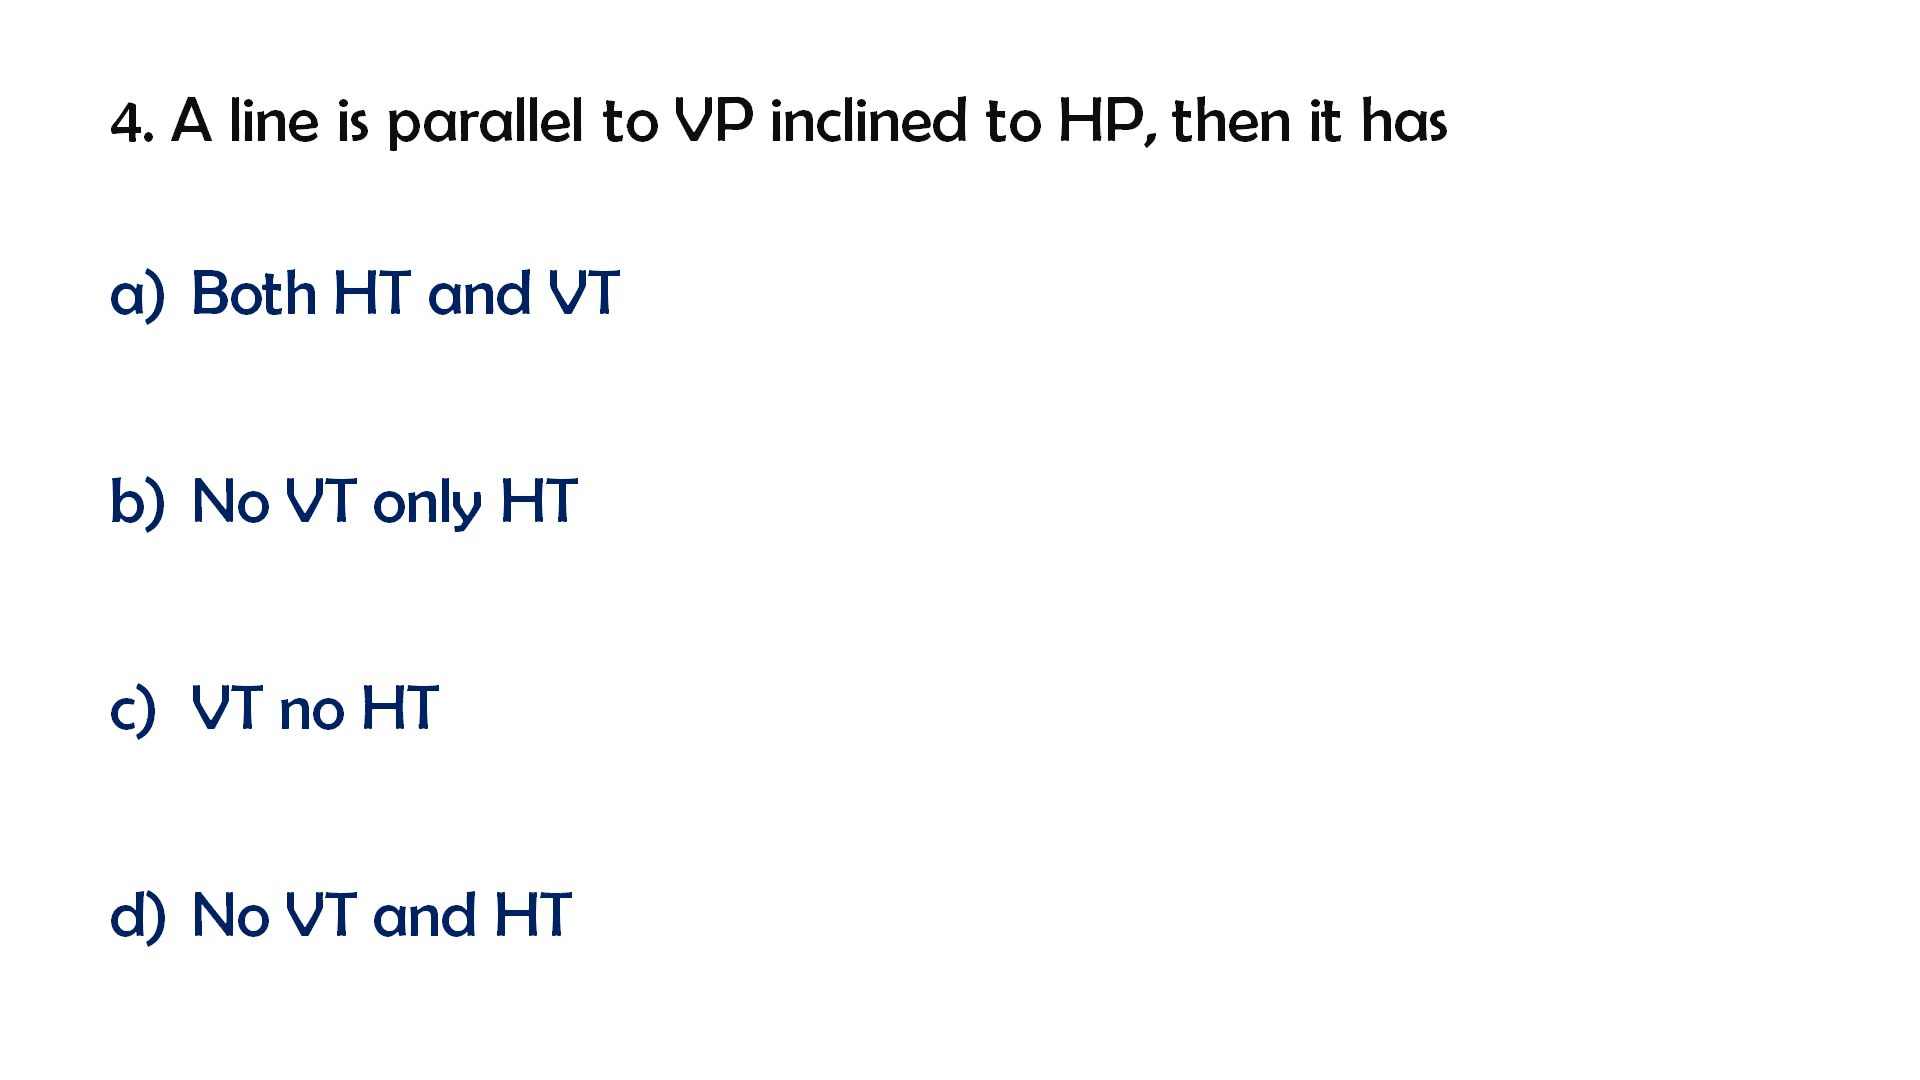 4. A line is parallel to VP inclined to HP, then it has
a) Both HT and VT
b) No VT only HT
c) VT no HT
d) No VT and HT